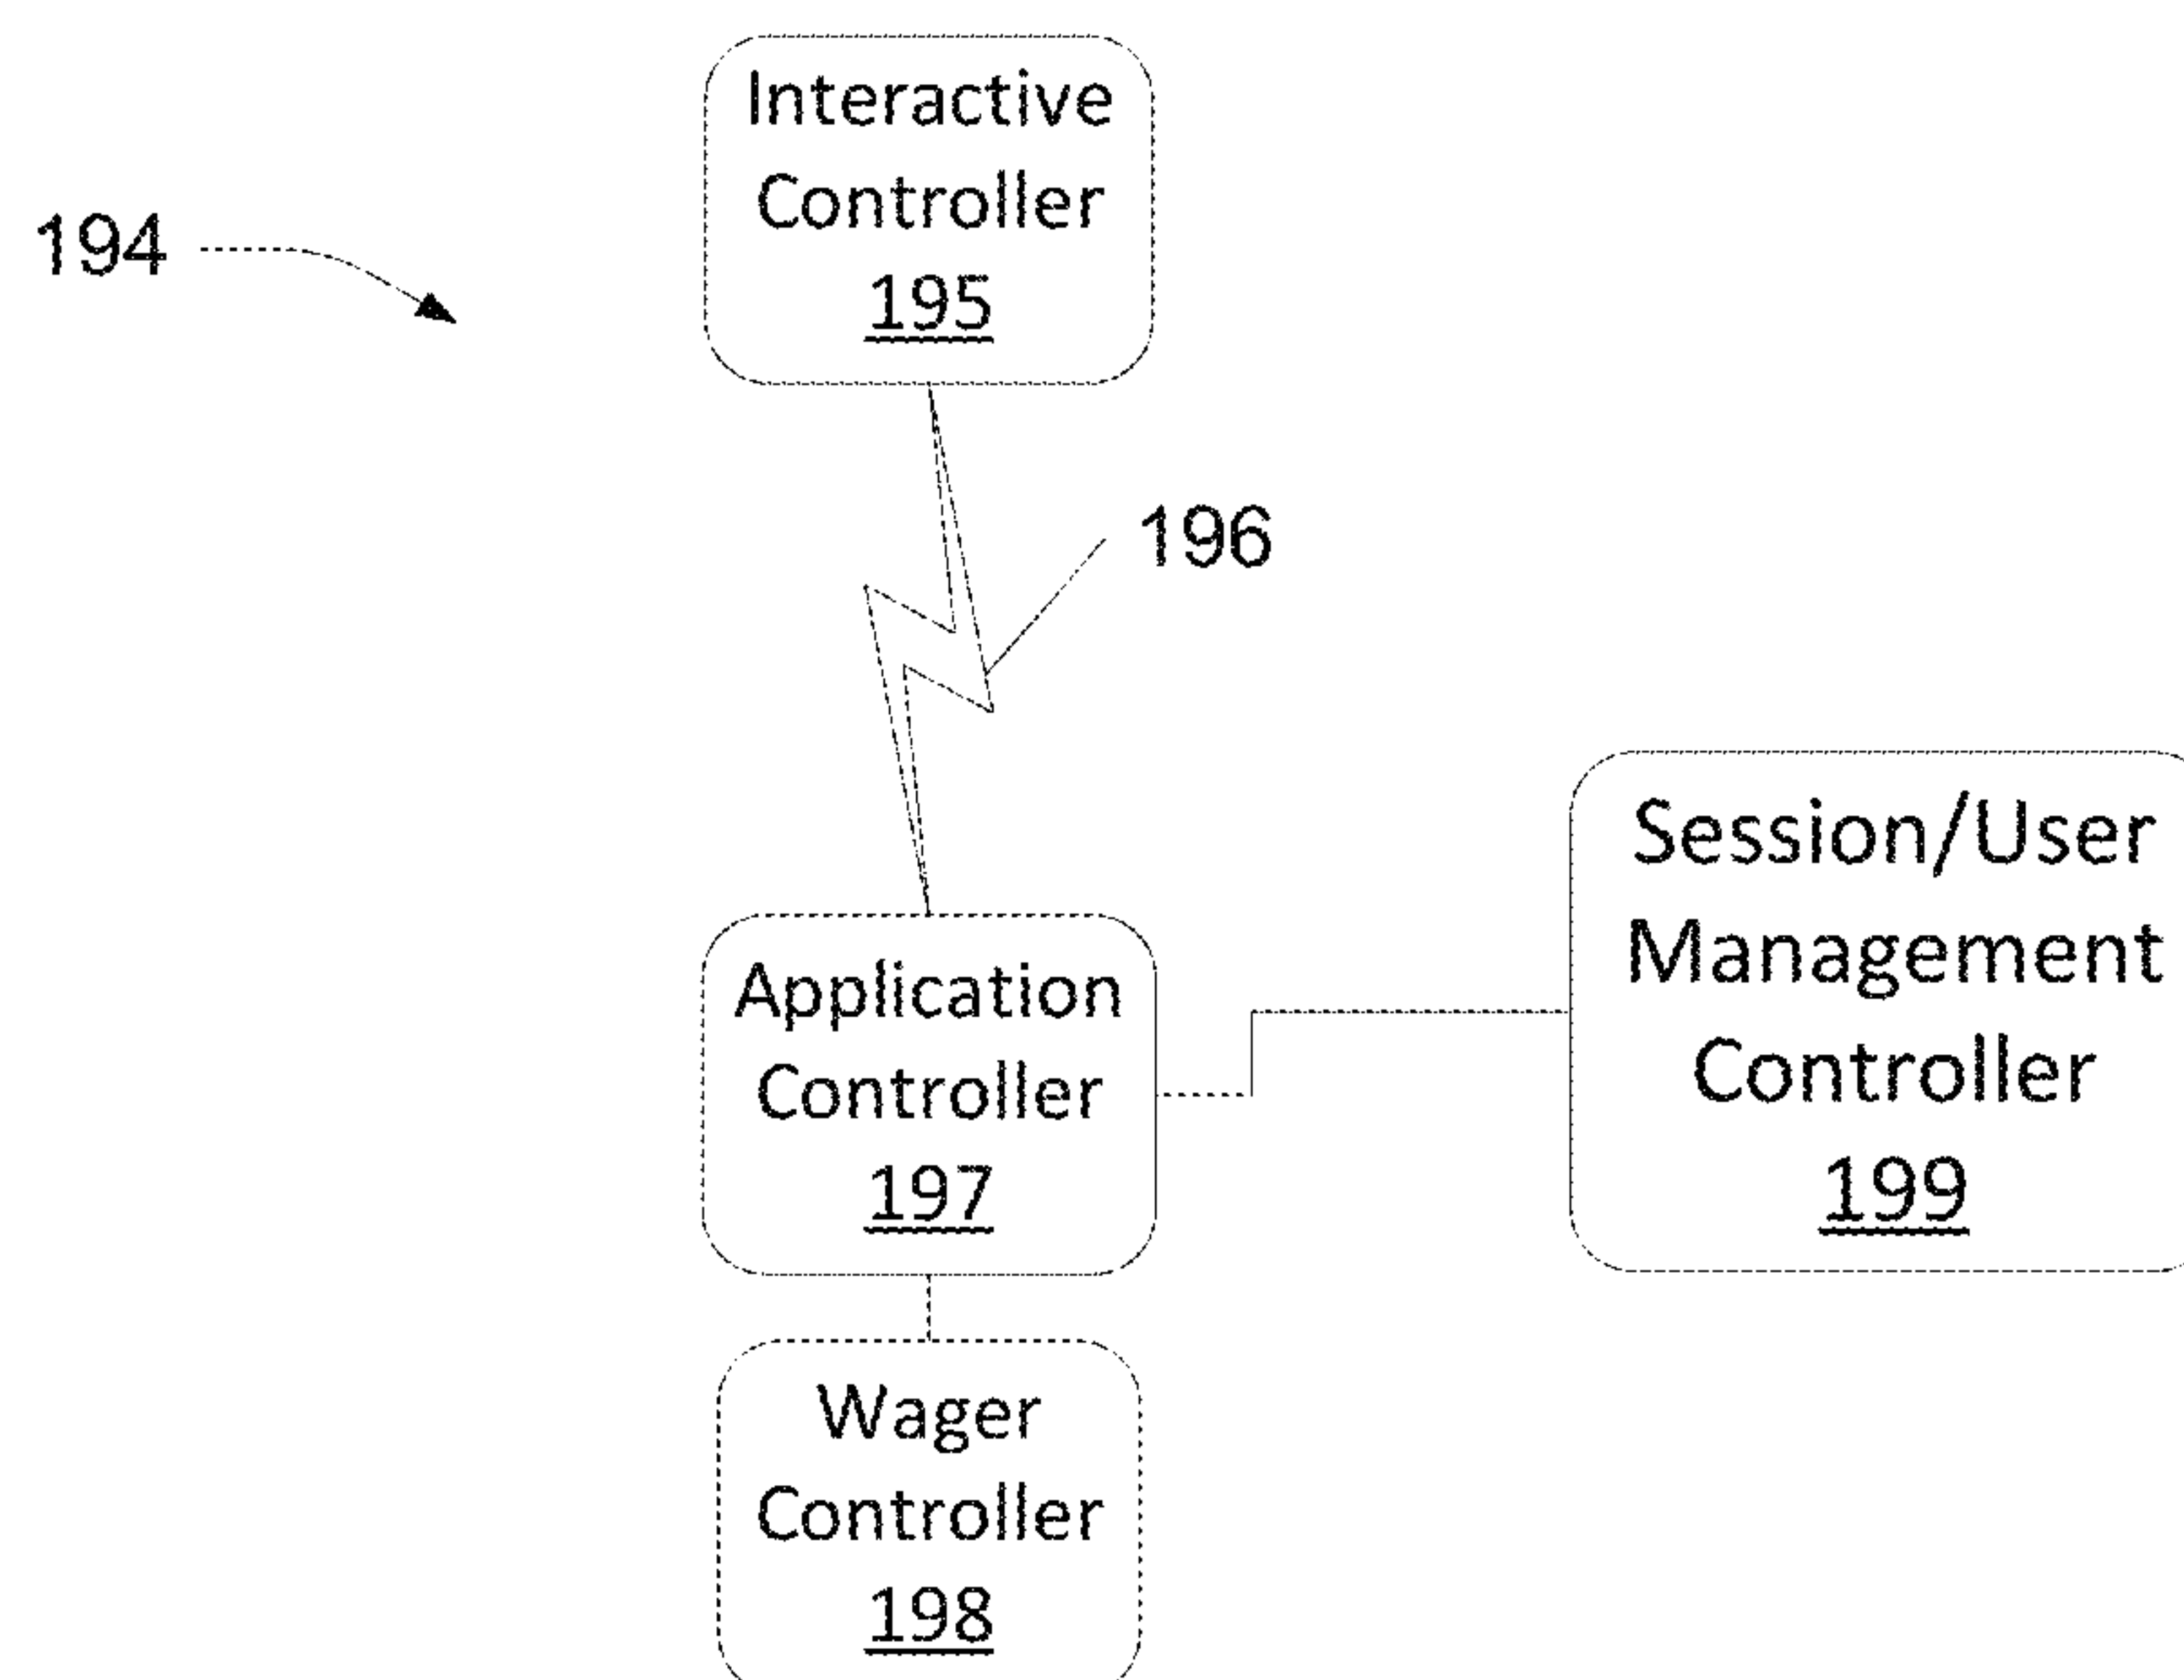 Interactive
Controller
195
194
196
Application
Controller
197
Session/User
Management
Controller
199
Wager
Controller
198